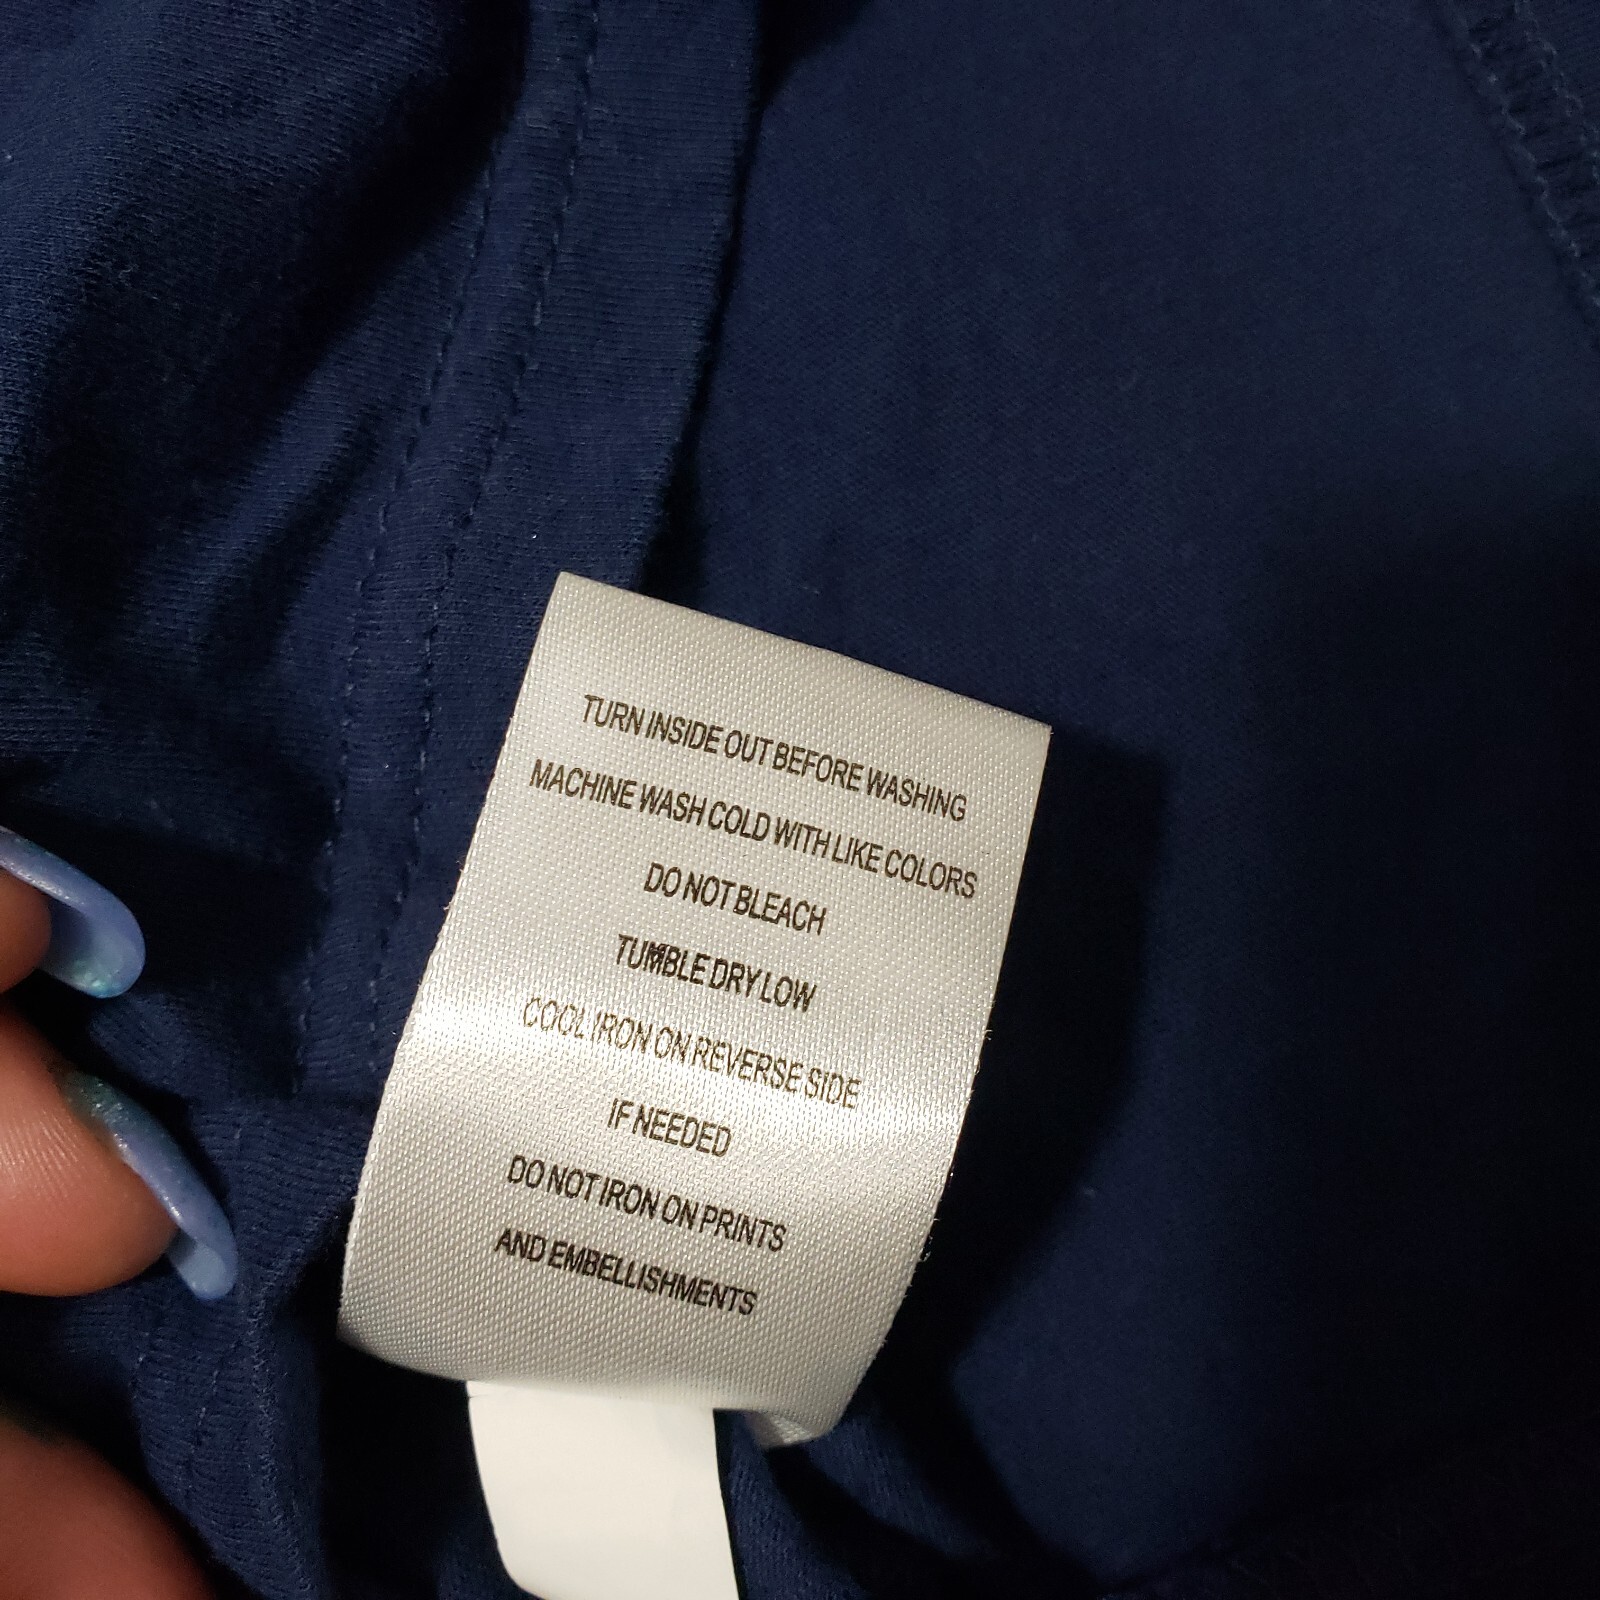 TURN INSIDE OUT BEFORE WASHING
MACHINE WASH COLD WITH LIKE COLORS
DO NOT BLEACH
TUMBLE DRY LOW
COOL IRON ON REVERSE SIDE
IF NEEDED
DO NOT IRON ON PRINTS
AND EMBELLISHMENTS